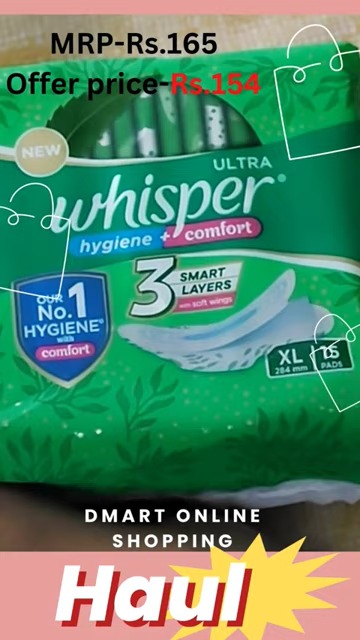 MRP-Rs.165
Offer price-Rs.154
NEW
ULTRA
whisper®
hygiene + comfort
3 SMART
LAYERS
with soft wings
OUR
No.1
HYGIENE®
with
comfort
XL 15
284 mm PADS
DMART ONLINE
SHOPPING
Haul